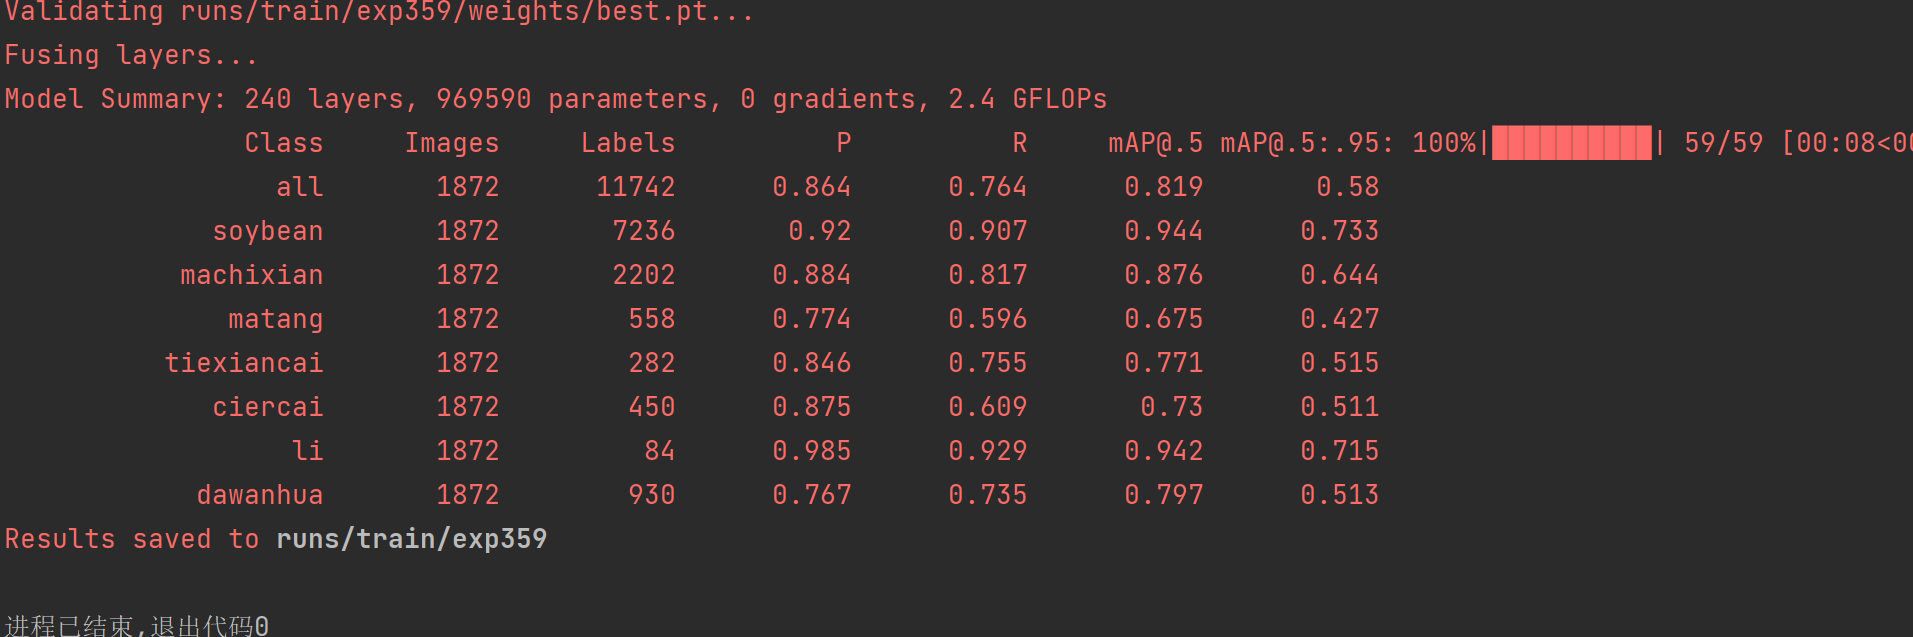 Validating runs/train/exp359/weights/best.pt...
Fusing layers...
Model Summary: 240 layers, 969590 parameters, 0 gradients, 2.4 GFLOPs
Class Images Labels P R mAP@.5 mAP@.5:.95: 100%|██████████| 59/59 [00:08<00
all 1872 11742 0.864 0.764 0.819 0.58
soybean 1872 7236 0.92 0.907 0.944 0.733
machixian 1872 2202 0.884 0.817 0.876 0.644
matang 1872 558 0.774 0.596 0.675 0.427
tiexiancai 1872 282 0.846 0.755 0.771 0.515
ciercai 1872 450 0.875 0.609 0.73 0.511
li 1872 84 0.985 0.929 0.942 0.715
dawanhua 1872 930 0.767 0.735 0.797 0.513
Results saved to runs/train/exp359
进程已结束,退出代码0